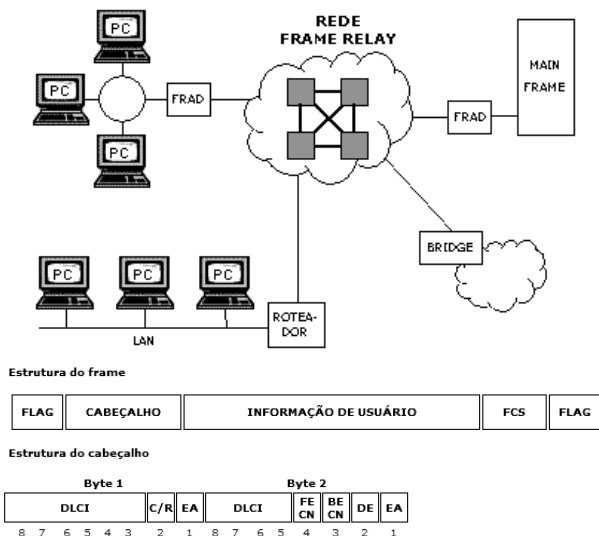 REDE
FRAME RELAY
PC
PC
PC
FRAD
FRAD
MAIN
FRAME
BRIDGE
PC
PC
PC
LAN
ROTEA-
DOR
Estrutura do frame
FLAG CABEÇALHO INFORMAÇÃO DE USUÁRIO FCS FLAG
Estrutura do cabeçalho
Byte 1 Byte 2
DLCI C/R EA DLCI FE CN BE CN DE EA
8 7 6 5 4 3 2 1 8 7 6 5 4 3 2 1